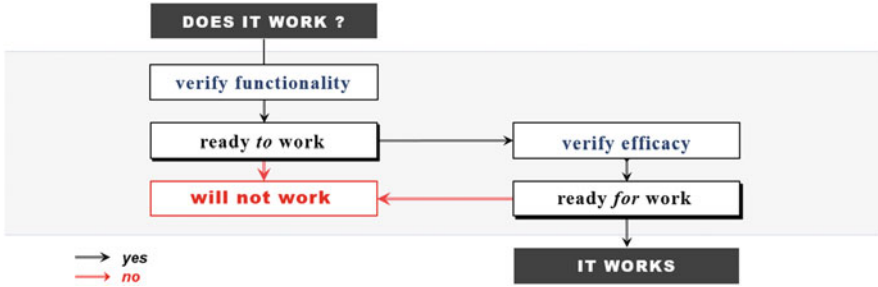 DOES IT WORK ?
verify functionality
ready to work
verify efficacy
will not work
ready for work
yes
no
IT WORKS